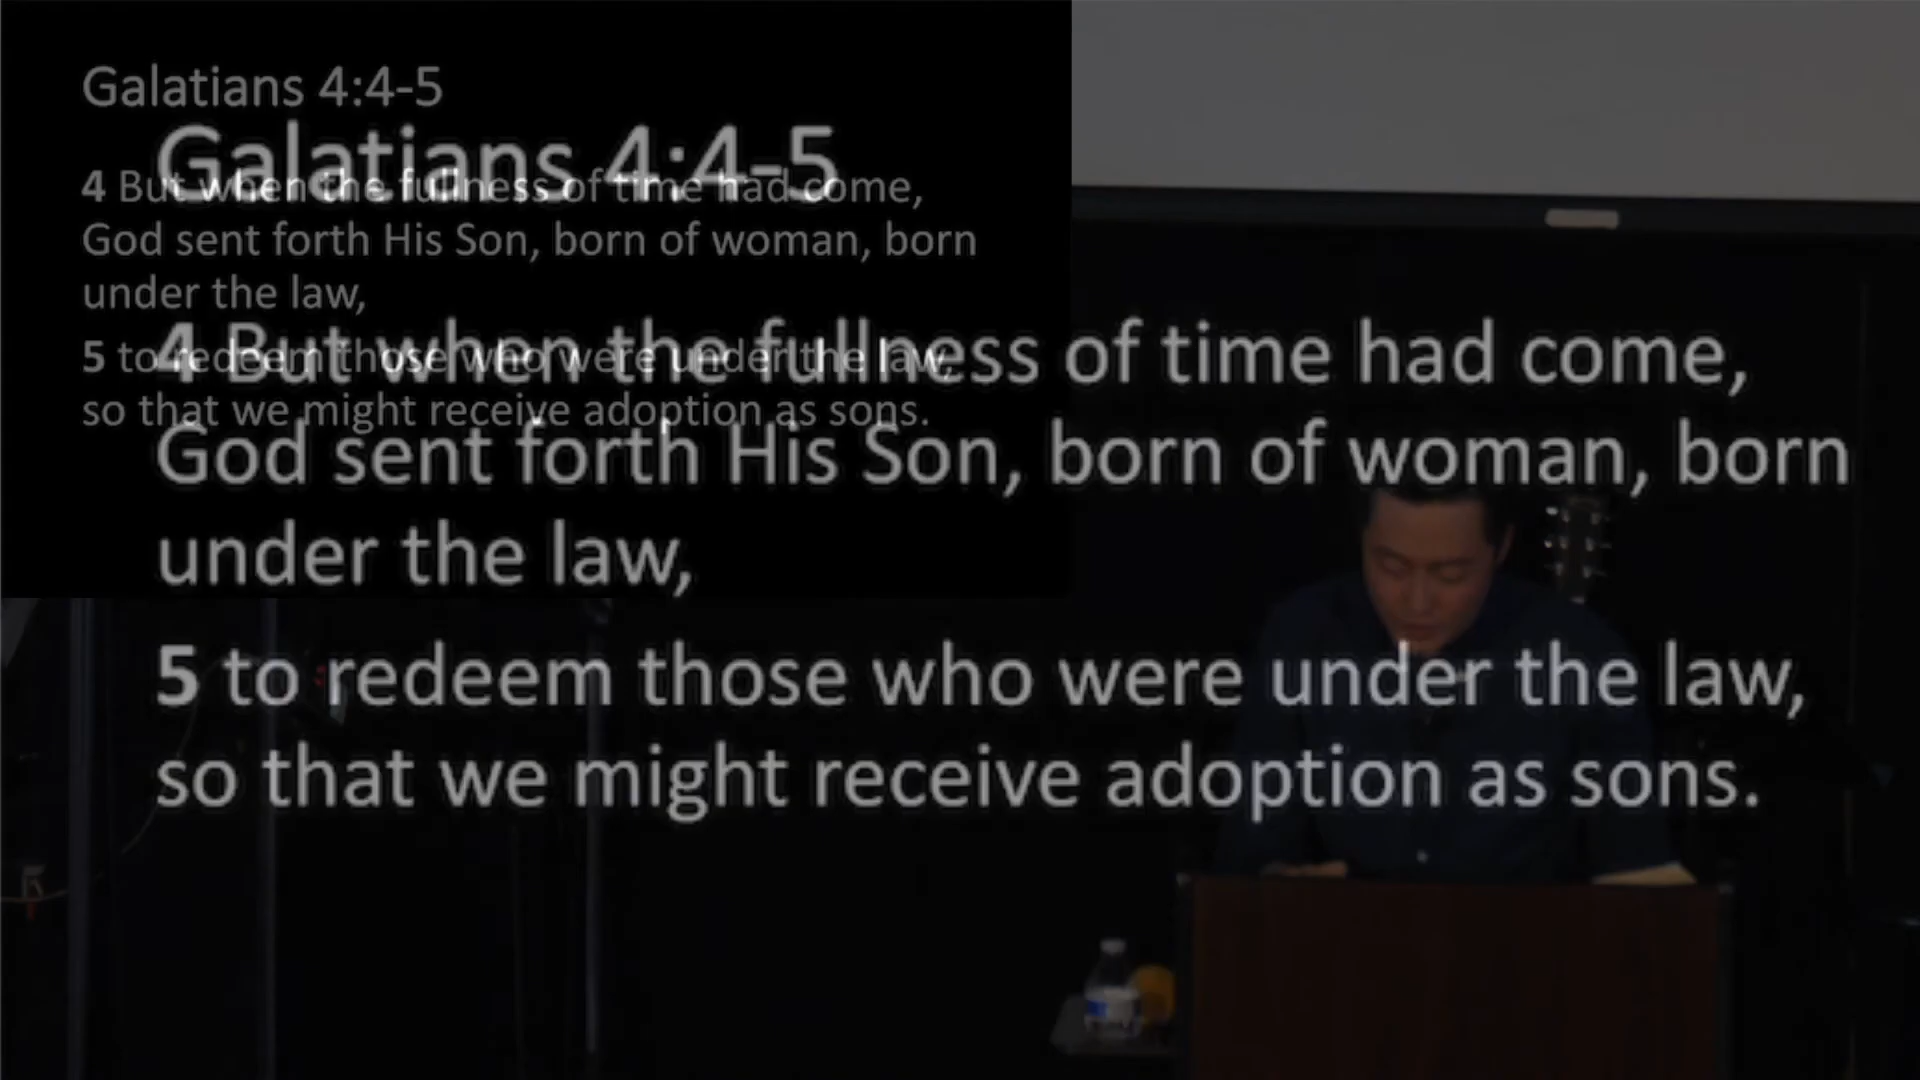 Galatians 4:4-5
4 But when the fullness of time had come,
God sent forth His Son, born of woman, born
under the law,
5 to redeem those who were under the law,
so that we might receive adoption as sons.
Galatians 4:4-5
4 But when the fullness of time had come,
God sent forth His Son, born of woman, born
under the law,
5 to redeem those who were under the law,
so that we might receive adoption as sons.